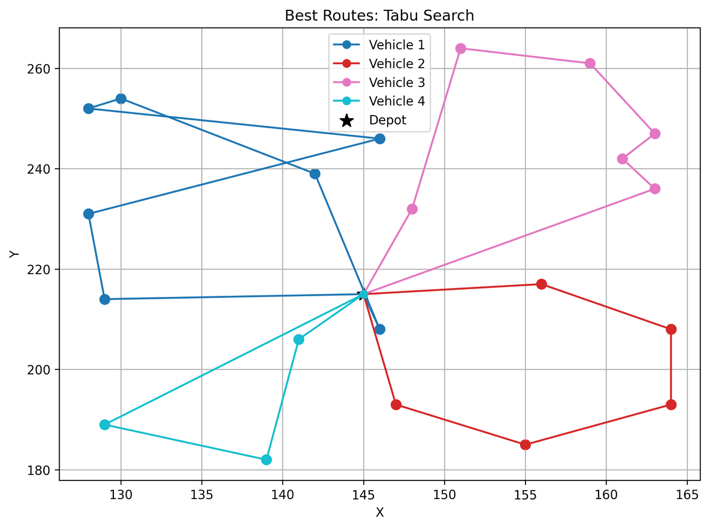 Best Routes: Tabu Search
Vehicle 1
Vehicle 2
Vehicle 3
Vehicle 4
Depot
Y
260
240
220
200
180
130 135 140 145 150 155 160 165
X